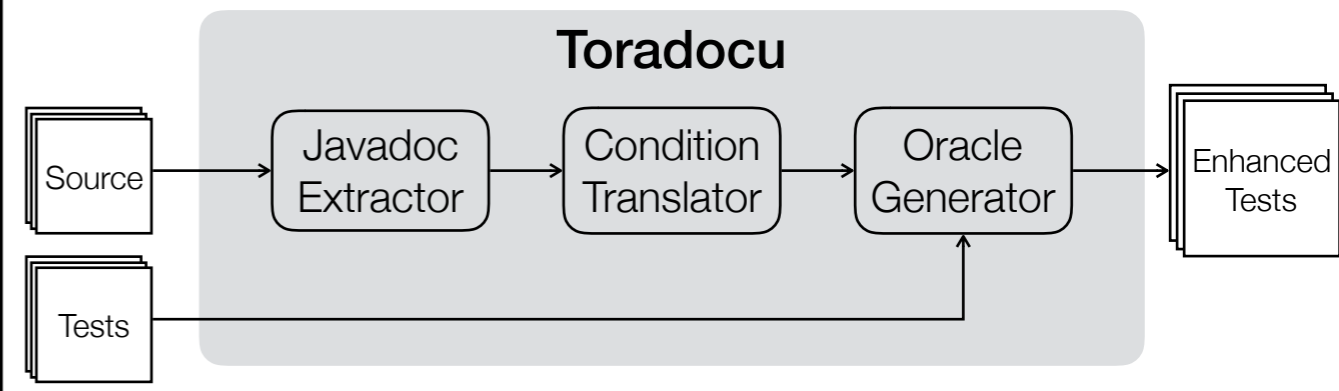 Toradocu
Source
Javadoc
Extractor
Condition
Translator
Oracle
Generator
Enhanced
Tests
Tests